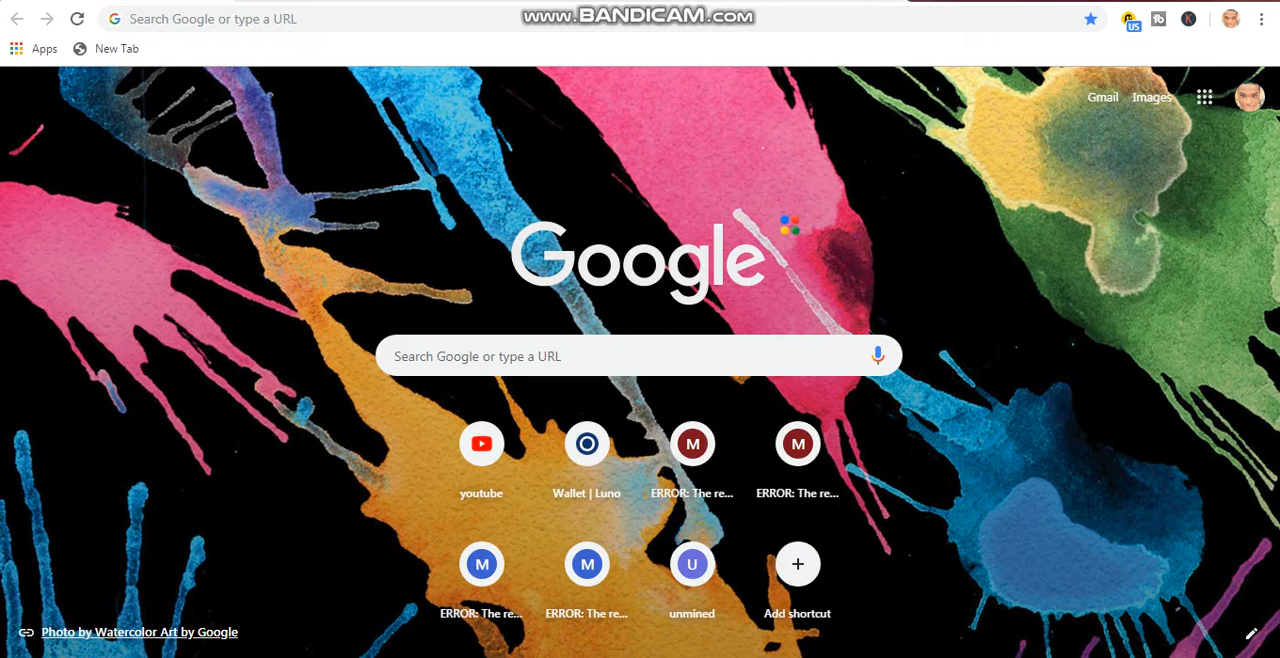 Search Google or type a URL
www.BANDICAM.com
US
tb
K
Apps
New Tab
Gmail
Images
Google
Search Google or type a URL
M
M
youtube
Wallet | Luno
ERROR: The re...
ERROR: The re...
M
M
U
ERROR: The re...
ERROR: The re...
unmined
Add shortcut
Photo by Watercolor Art by Google